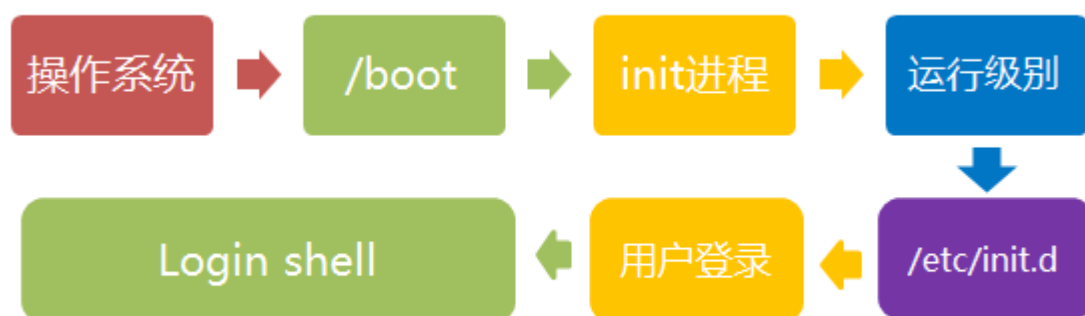 操作系统
/boot
init进程
运行级别
/etc/init.d
用户登录
Login shell